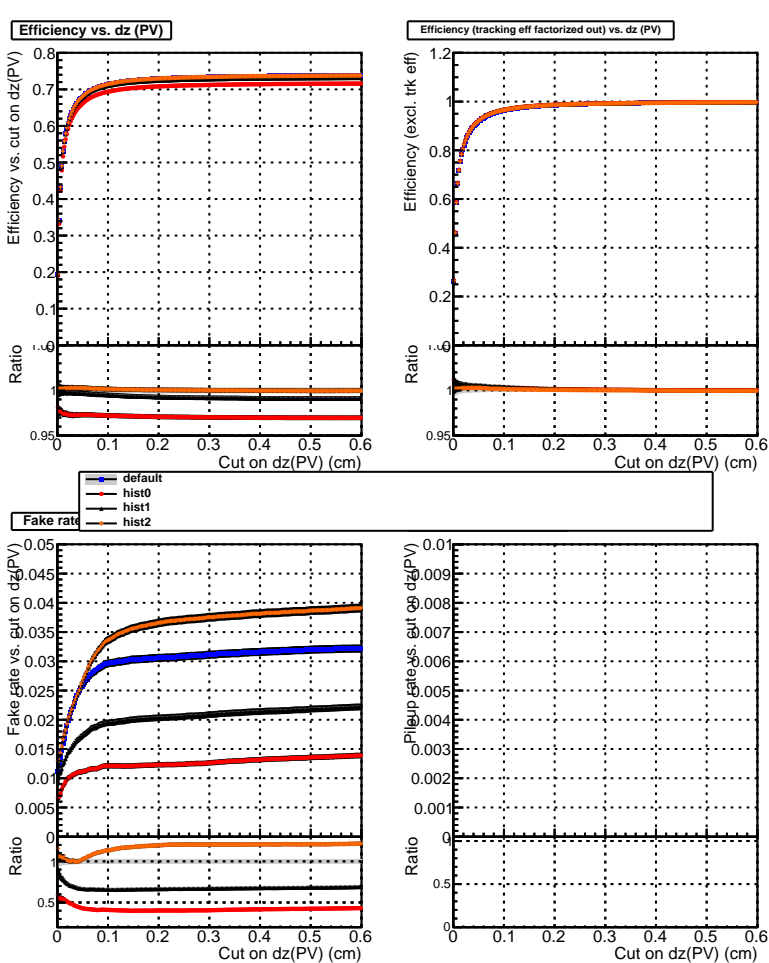 Efficiency vs. dz (PV)
Efficiency vs. cut on dz(PV)
0.8
0.7
0.6
0.5
0.4
0.3
0.2
0.1
0
Ratio
1
0.95
0 0.1 0.2 0.3 0.4 0.5 0.6
Cut on dz(PV) (cm)
Efficiency (tracking eff factorized out) vs. dz (PV)
Efficiency (excl. trk eff)
1.2
1
0.8
0.6
0.4
0.2
0
Ratio
1
0.95
0 0.1 0.2 0.3 0.4 0.5 0.6
Cut on dz(PV) (cm)
default
hist0
hist1
hist2
Fake rate
Fake rate vs. cut on dz(PV)
0.05
0.045
0.04
0.035
0.03
0.025
0.02
0.015
0.01
0.005
0
Ratio
1
0.5
0 0.1 0.2 0.3 0.4 0.5 0.6
Cut on dz(PV) (cm)
Pileup rate vs. cut on dz(PV)
0.01
0.009
0.008
0.007
0.006
0.005
0.004
0.003
0.002
0.001
0
Ratio
0.5
0
0 0.1 0.2 0.3 0.4 0.5 0.6
Cut on dz(PV) (cm)